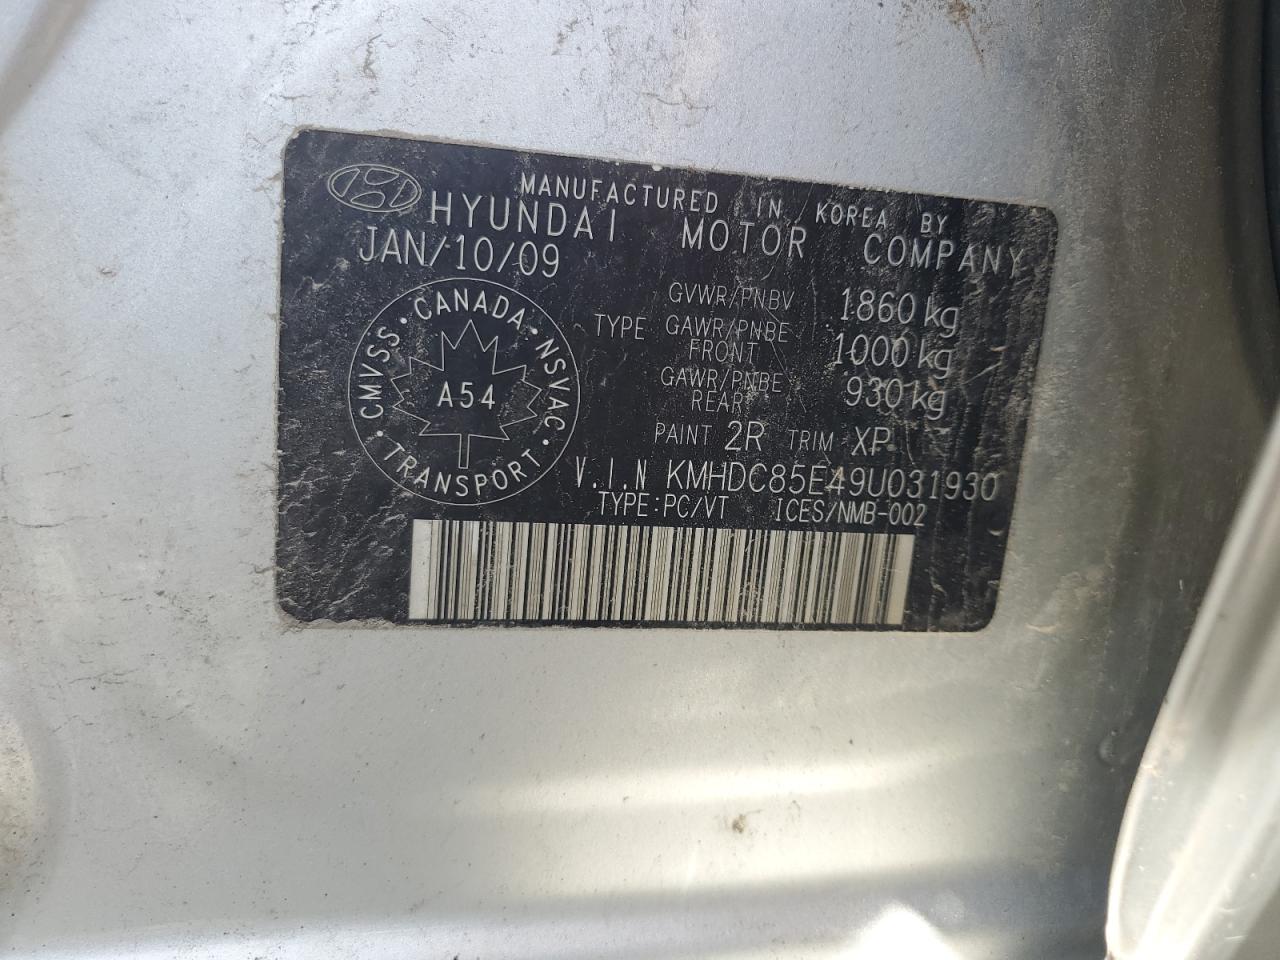 MANUFACTURED IN KOREA BY
HYUNDAI MOTOR COMPANY
JAN/10/09
GVWR/PNBV 1860 kg
TYPE GAWR/PNBE FRONT 1000 kg
GAWR/PNBE REAR 930 kg
PAINT 2R TRIM XP
V.I.N KMHDC85E49U031930
TYPE:PC/VT ICES/NMB-002
CMVSS · CANADA · NSVAC · TRANSPORT ·
A54